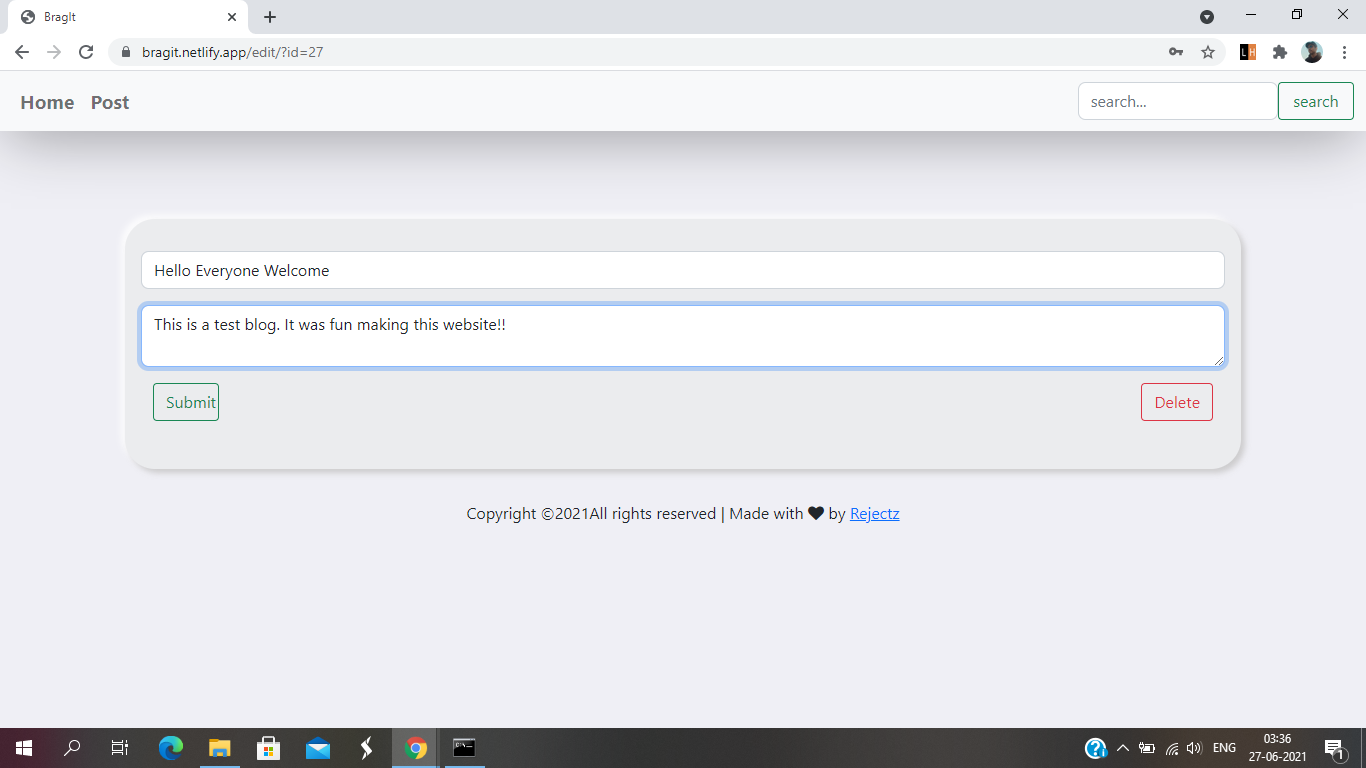 BragIt
bragit.netlify.app/edit/?id=27
L H
Home Post search... search
Hello Everyone Welcome
This is a test blog. It was fun making this website!!
Submit Delete
Copyright ©2021All rights reserved | Made with by Rejectz
03:36
ENG
27-06-2021
1